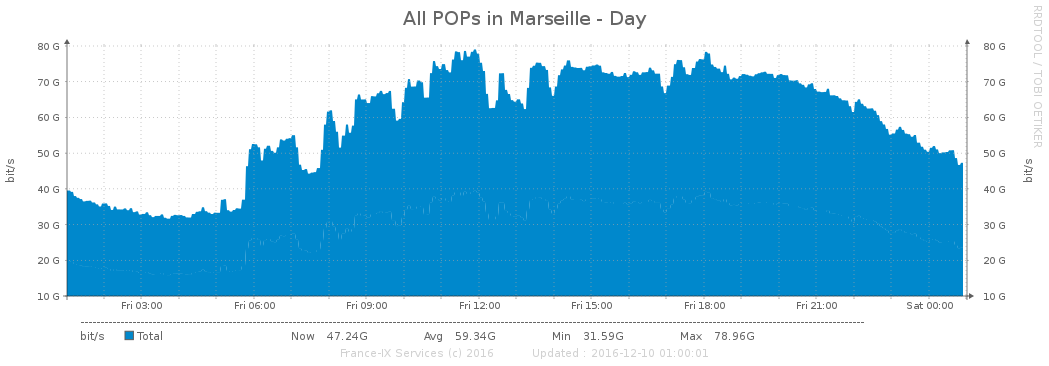 All POPs in Marseille - Day
RRDTOOL / TOBI OETIKER
80 G 80 G
70 G 70 G
60 G 60 G
50 G 50 G
40 G 40 G
30 G 30 G
20 G 20 G
10 G 10 G
bit/s
bit/s
Fri 03:00 Fri 06:00 Fri 09:00 Fri 12:00 Fri 15:00 Fri 18:00 Fri 21:00 Sat 00:00
bit/s Total Now 47.24G Avg 59.34G Min 31.59G Max 78.96G
France-IX Services (c) 2016 Updated : 2016-12-10 01:00:01